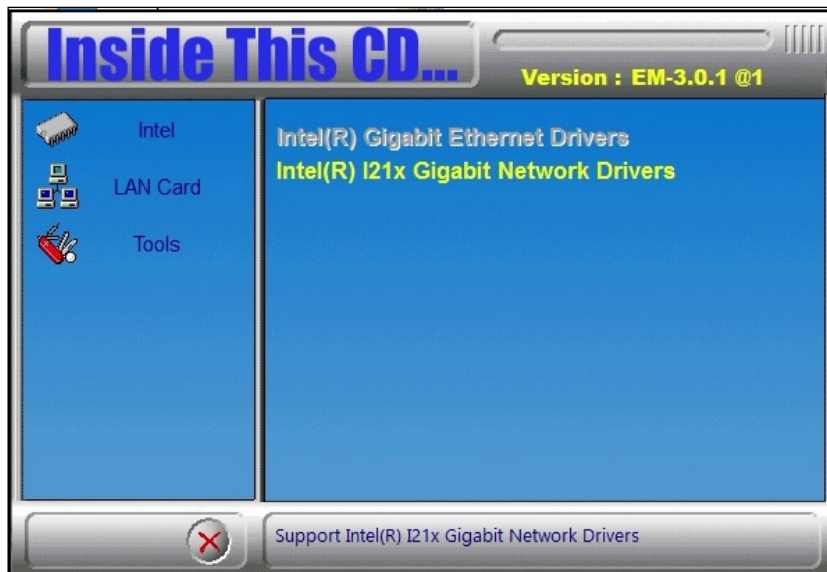 Inside This CD...
Version : EM-3.0.1 @1
Intel
LAN Card
Tools
Intel(R) Gigabit Ethernet Drivers
Intel(R) I21x Gigabit Network Drivers
Support Intel(R) I21x Gigabit Network Drivers